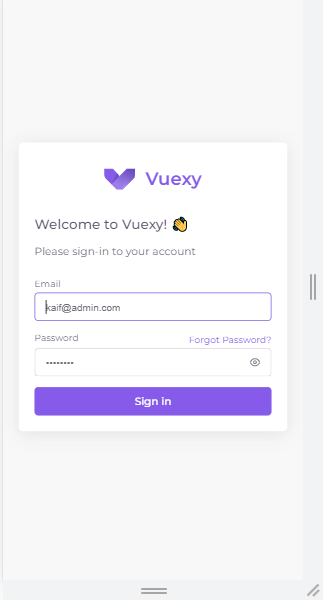 Vuexy
Welcome to Vuexy! 👋
Please sign-in to your account
Email
kaif@admin.com
Password
Forgot Password?
••••••••
Sign in